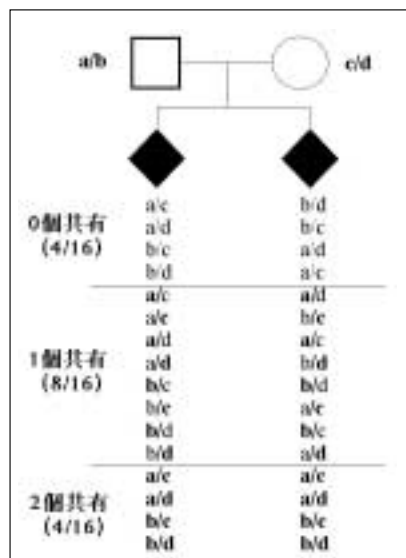 a/b
c/d
0個共有
(4/16)
a/c b/d
a/d b/c
b/c a/d
b/d a/c
1個共有
(8/16)
a/c a/d
a/c b/c
a/d a/c
a/d b/d
b/c b/d
b/c a/c
b/d b/c
b/d a/d
2個共有
(4/16)
a/c a/c
a/d a/d
b/c b/c
b/d b/d